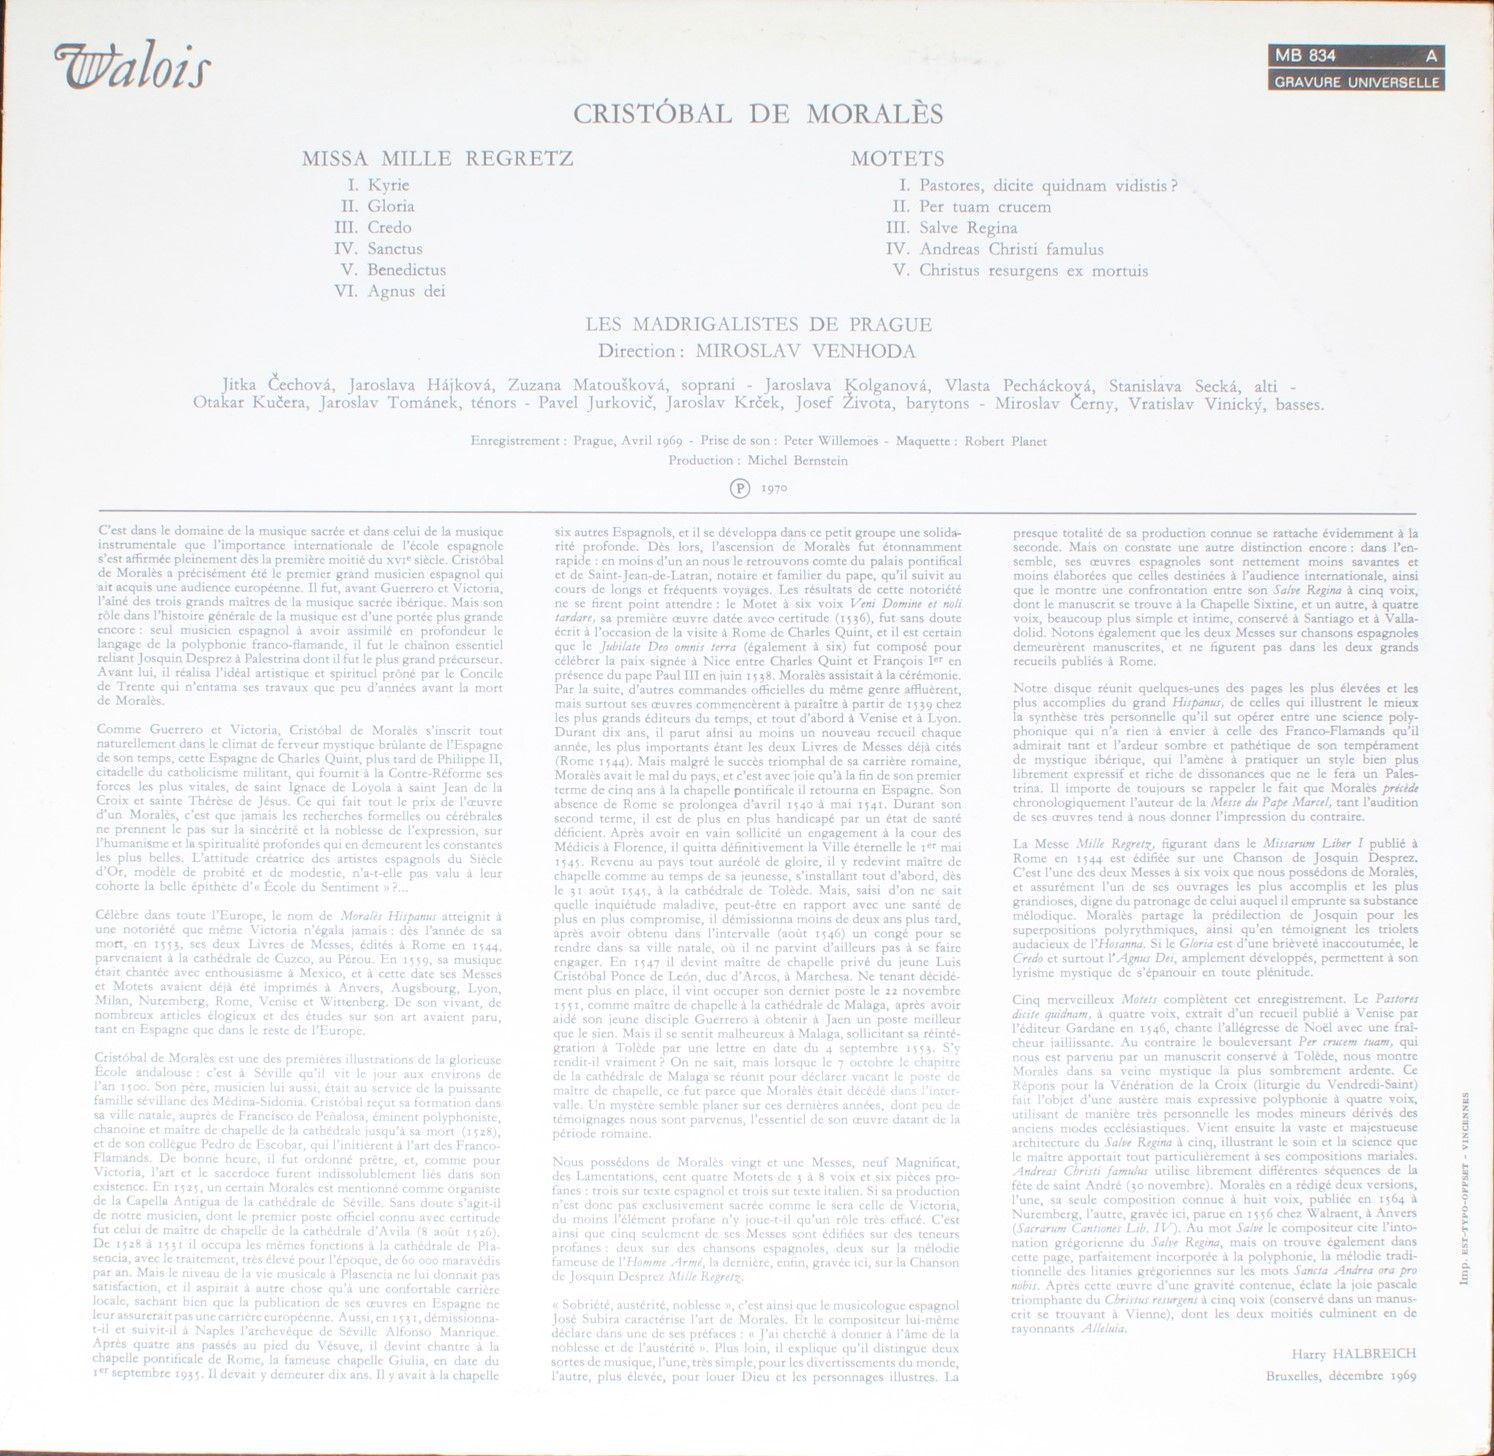 Valois
MB 834 A
GRAVURE UNIVERSELLE
CRISTÓBAL DE MORALÈS
MISSA MILLE REGRETZ
I. Kyrie
II. Gloria
III. Credo
IV. Sanctus
V. Benedictus
VI. Agnus dei
MOTETS
I. Pastores, dicite quidnam vidistis ?
II. Per tuam crucem
III. Salve Regina
IV. Andreas Christi famulus
V. Christus resurgens ex mortuis
LES MADRIGALISTES DE PRAGUE
Direction : MIROSLAV VENHODA
Jitka Čechová, Jaroslava Hájková, Zuzana Matoušková, soprani - Jaroslava Kolganová, Vlasta Pechácková, Stanislava Secká, alti -
Otakar Kučera, Jaroslav Tománek, ténors - Pavel Jurkovič, Jaroslav Krček, Josef Života, barytons - Miroslav Černy, Vratislav Vinický, basses.
Enregistrement : Prague, Avril 1969 - Prise de son : Peter Willemoës - Maquette : Robert Planet
Production : Michel Bernstein
Ⓟ 1970
C'est dans le domaine de la musique sacrée et dans celui de la musique
instrumentale que l'importance internationale de l'école espagnole
s'est affirmée pleinement dès la première moitié du XVIe siècle. Cristóbal
de Moralès a précisément été le premier grand musicien espagnol qui
ait acquis une audience européenne. Il fut, avant Guerrero et Victoria,
l'aîné des trois grands maîtres de la musique sacrée ibérique. Mais son
rôle dans l'histoire générale de la musique est d'une portée plus grande
encore : seul musicien espagnol à avoir assimilé en profondeur le
langage de la polyphonie franco-flamande, il fut le chaînon essentiel
reliant Josquin Desprez à Palestrina dont il fut le plus grand précurseur.
Avant lui, il réalisa l'idéal artistique et spirituel prôné par le Concile
de Trente qui n'entama ses travaux que peu d'années avant la mort
de Moralès.
Comme Guerrero et Victoria, Cristóbal de Moralès s'inscrit tout
naturellement dans le climat de ferveur mystique brûlante de l'Espagne
de son temps, cette Espagne de Charles Quint, plus tard de Philippe II,
citadelle du catholicisme militant, qui fournit à la Contre-Réforme ses
forces les plus vitales, de saint Ignace de Loyola à saint Jean de la
Croix et sainte Thérèse de Jésus. Ce qui fait tout le prix de l'œuvre
d'un Moralès, c'est que jamais les recherches formelles ou cérébrales
ne prennent le pas sur la sincérité et la noblesse de l'expression, sur
l'humanisme et la spiritualité profondes qui en demeurent les constantes
les plus belles. L'attitude créatrice des artistes espagnols du Siècle
d'Or, modèle de probité et de modestie, n'a-t-elle pas valu à leur
cohorte la belle épithète d'« École du Sentiment » ?...
Célèbre dans toute l'Europe, le nom de Moralès Hispanus atteignit à
une notoriété que même Victoria n'égala jamais : dès l'année de sa
mort, en 1553, ses deux Livres de Messes, édités à Rome en 1544,
parvenaient à la cathédrale de Cuzco, au Pérou. En 1559, sa musique
était chantée avec enthousiasme à Mexico, et à cette date ses Messes
et Motets avaient déjà été imprimés à Anvers, Augsbourg, Lyon,
Milan, Nuremberg, Rome, Venise et Wittenberg. De son vivant, de
nombreux articles élogieux et des études sur son art avaient paru,
tant en Espagne que dans le reste de l'Europe.
Cristóbal de Moralès est une des premières illustrations de la glorieuse
École andalouse : c'est à Séville qu'il vit le jour aux environs de
l'an 1500. Son père, musicien lui aussi, était au service de la puissante
famille sévillane des Médina-Sidonia. Cristóbal reçut sa formation dans
sa ville natale, auprès de Francisco de Peñalosa, éminent polyphoniste,
chanoine et maître de chapelle de la cathédrale jusqu'à sa mort (1528),
et de son collègue Pedro de Escobar, qui l'initièrent à l'art des Franco-
Flamands. De bonne heure, il fut ordonné prêtre, et, comme pour
Victoria, l'art et le sacerdoce furent indissolublement liés dans son
existence. En 1525, un certain Moralès est mentionné comme organiste
de la Capella Antigua de la cathédrale de Séville. Sans doute s'agit-il
de notre musicien, dont le premier poste officiel connu avec certitude
fut celui de maître de chapelle de la cathédrale d'Avila (8 août 1526).
De 1528 à 1531 il occupa les mêmes fonctions à la cathédrale de Pla-
sencia, avec le traitement, très élevé pour l'époque, de 60 000 maravédis
par an. Mais le niveau de la vie musicale à Plasencia ne lui donnait pas
satisfaction, et il aspirait à autre chose qu'à une confortable carrière
locale, sachant bien que la publication de ses œuvres en Espagne ne
leur assurerait pas une carrière européenne. Aussi, en 1531, démissionna-
t-il et suivit-il à Naples l'archevêque de Séville Alfonso Manrique.
Après quatre ans passés au pied du Vésuve, il devint chantre à la
chapelle pontificale de Rome, la fameuse chapelle Giulia, en date du
1er septembre 1935. Il devait y demeurer dix ans. Il y avait à la chapelle
six autres Espagnols, et il se développa dans ce petit groupe une solida-
rité profonde. Dès lors, l'ascension de Moralès fut étonnamment
rapide : en moins d'un an nous le retrouvons comte du palais pontifical
et de Saint-Jean-de-Latran, notaire et familier du pape, qu'il suivit au
cours de longs et fréquents voyages. Les résultats de cette notoriété
ne se firent point attendre : le Motet à six voix Veni Domine et noli
tardare, sa première œuvre datée avec certitude (1536), fut sans doute
écrit à l'occasion de la visite à Rome de Charles Quint, et il est certain
que le Jubilate Deo omnis terra (également à six) fut composé pour
célébrer la paix signée à Nice entre Charles Quint et François Ier en
présence du pape Paul III en juin 1538. Moralès assistait à la cérémonie.
Par la suite, d'autres commandes officielles du même genre affluèrent,
mais surtout ses œuvres commencèrent à paraître à partir de 1539 chez
les plus grands éditeurs du temps, et tout d'abord à Venise et à Lyon.
Durant dix ans, il parut ainsi au moins un nouveau recueil chaque
année, les plus importants étant les deux Livres de Messes déjà cités
(Rome 1544). Mais malgré le succès triomphal de sa carrière romaine,
Moralès avait le mal du pays, et c'est avec joie qu'à la fin de son premier
terme de cinq ans à la chapelle pontificale il retourna en Espagne. Son
absence de Rome se prolongea d'avril 1540 à mai 1541. Durant son
second terme, il est de plus en plus handicapé par un état de santé
déficient. Après avoir en vain sollicité un engagement à la cour des
Médicis à Florence, il quitta définitivement la Ville éternelle le 1er mai
1545. Revenu au pays tout auréolé de gloire, il y redevint maître de
chapelle comme au temps de sa jeunesse, s'installant tout d'abord, dès
le 31 août 1545, à la cathédrale de Tolède. Mais, saisi d'on ne sait
quelle inquiétude maladive, peut-être en rapport avec une santé de
plus en plus compromise, il démissionna moins de deux ans plus tard,
après avoir obtenu dans l'intervalle (août 1546) un congé pour se
rendre dans sa ville natale, où il ne parvint d'ailleurs pas à se faire
engager. En 1547 il devint maître de chapelle privé du jeune Luis
Cristóbal Ponce de León, duc d'Arcos, à Marchesa. Ne tenant décidé-
ment plus en place, il vint occuper son dernier poste le 22 novembre
1551, comme maître de chapelle à la cathédrale de Malaga, après avoir
aidé son jeune disciple Guerrero à obtenir à Jaen un poste meilleur
que le sien. Mais il se sentit malheureux à Malaga, sollicitant sa réinté-
gration à Tolède par une lettre en date du 4 septembre 1553. S'y
rendit-il vraiment ? On ne sait, mais lorsque le 7 octobre le chapitre
de la cathédrale de Malaga se réunit pour déclarer vacant le poste de
maître de chapelle, ce fut parce que Moralès était décédé dans l'inter-
valle. Un mystère semble planer sur ces dernières années, dont peu de
témoignages nous sont parvenus, l'essentiel de son œuvre datant de la
période romaine.
Nous possédons de Moralès vingt et une Messes, neuf Magnificat,
des Lamentations, cent quatre Motets de 3 à 8 voix et six pièces pro-
fanes : trois sur texte espagnol et trois sur texte italien. Si sa production
n'est donc pas exclusivement sacrée comme le sera celle de Victoria,
du moins l'élément profane n'y joue-t-il qu'un rôle très effacé. C'est
ainsi que cinq seulement de ses Messes sont édifiées sur des teneurs
profanes : deux sur des chansons espagnoles, deux sur la mélodie
fameuse de l'Homme Armé, la dernière, enfin, gravée ici, sur la Chanson
de Josquin Desprez Mille Regretz.
« Sobriété, austérité, noblesse », c'est ainsi que le musicologue espagnol
José Subira caractérise l'art de Moralès. Et le compositeur lui-même
déclare dans une de ses préfaces : « J'ai cherché à donner à l'âme de la
noblesse et de l'austérité ». Plus loin, il explique qu'il distingue deux
sortes de musique, l'une, très simple, pour les divertissements du monde,
l'autre, plus élevée, pour louer Dieu et les personnages illustres. La
presque totalité de sa production connue se rattache évidemment à la
seconde. Mais on constate une autre distinction encore : dans l'en-
semble, ses œuvres espagnoles sont nettement moins savantes et
moins élaborées que celles destinées à l'audience internationale, ainsi
que le montre une confrontation entre son Salve Regina à cinq voix,
dont le manuscrit se trouve à la Chapelle Sixtine, et un autre, à quatre
voix, beaucoup plus simple et intime, conservé à Santiago et à Valla-
dolid. Notons également que les deux Messes sur chansons espagnoles
demeurèrent manuscrites, et ne figurent pas dans les deux grands
recueils publiés à Rome.
Notre disque réunit quelques-unes des pages les plus élevées et les
plus accomplies du grand Hispanus, de celles qui illustrent le mieux
la synthèse très personnelle qu'il sut opérer entre une science poly-
phonique qui n'a rien à envier à celle des Franco-Flamands qu'il
admirait tant et l'ardeur sombre et pathétique de son tempérament
de mystique ibérique, qui l'amène à pratiquer un style bien plus
librement expressif et riche de dissonances que ne le fera un Pales-
trina. Il importe de toujours se rappeler le fait que Moralès précède
chronologiquement l'auteur de la Messe du Pape Marcel, tant l'audition
de ses œuvres tend à nous donner l'impression du contraire.
La Messe Mille Regretz, figurant dans le Missarum Liber I publié à
Rome en 1544 est édifiée sur une Chanson de Josquin Desprez.
C'est l'une des deux Messes à six voix que nous possédons de Moralès,
et assurément l'un de ses ouvrages les plus accomplis et les plus
grandioses, digne du patronage de celui auquel il emprunte sa substance
mélodique. Moralès partage la prédilection de Josquin pour les
superpositions polyrythmiques, ainsi qu'en témoignent les triolets
audacieux de l'Hosanna. Si le Gloria est d'une brièveté inaccoutumée, le
Credo et surtout l'Agnus Dei, amplement développés, permettent à son
lyrisme mystique de s'épanouir en toute plénitude.
Cinq merveilleux Motets complètent cet enregistrement. Le Pastores
dicite quidnam, à quatre voix, extrait d'un recueil publié à Venise par
l'éditeur Gardane en 1546, chante l'allégresse de Noël avec une fraî-
cheur jaillissante. Au contraire le bouleversant Per crucem tuam, qui
nous est parvenu par un manuscrit conservé à Tolède, nous montre
Moralès dans sa veine mystique la plus sombrement ardente. Ce
Répons pour la Vénération de la Croix (liturgie du Vendredi-Saint)
fait l'objet d'une austère mais expressive polyphonie à quatre voix,
utilisant de manière très personnelle les modes mineurs dérivés des
anciens modes ecclésiastiques. Vient ensuite la vaste et majestueuse
architecture du Salve Regina à cinq, illustrant le soin et la science que
le maître apportait tout particulièrement à ses compositions mariales.
Andreas Christi famulus utilise librement différentes séquences de la
fête de saint André (30 novembre). Moralès en a rédigé deux versions,
l'une, sa seule composition connue à huit voix, publiée en 1564 à
Nuremberg, l'autre, gravée ici, parue en 1556 chez Walraent, à Anvers
(Sacrarum Cantiones Lib. IV). Au mot Salve le compositeur cite l'into-
nation grégorienne du Salve Regina, mais on trouve également dans
cette page, parfaitement incorporée à la polyphonie, la mélodie tradi-
tionnelle des litanies grégoriennes sur les mots Sancta Andrea ora pro
nobis. Après cette œuvre d'une gravité contenue, éclate la joie pascale
triomphante du Christus resurgens à cinq voix (conservé dans un manus-
crit se trouvant à Vienne), dont les deux moitiés culminent en de
rayonnants Alleluia.
Harry HALBREICH
Bruxelles, décembre 1969
Imp. EST-TYPO-OFFSET - VINCENNES